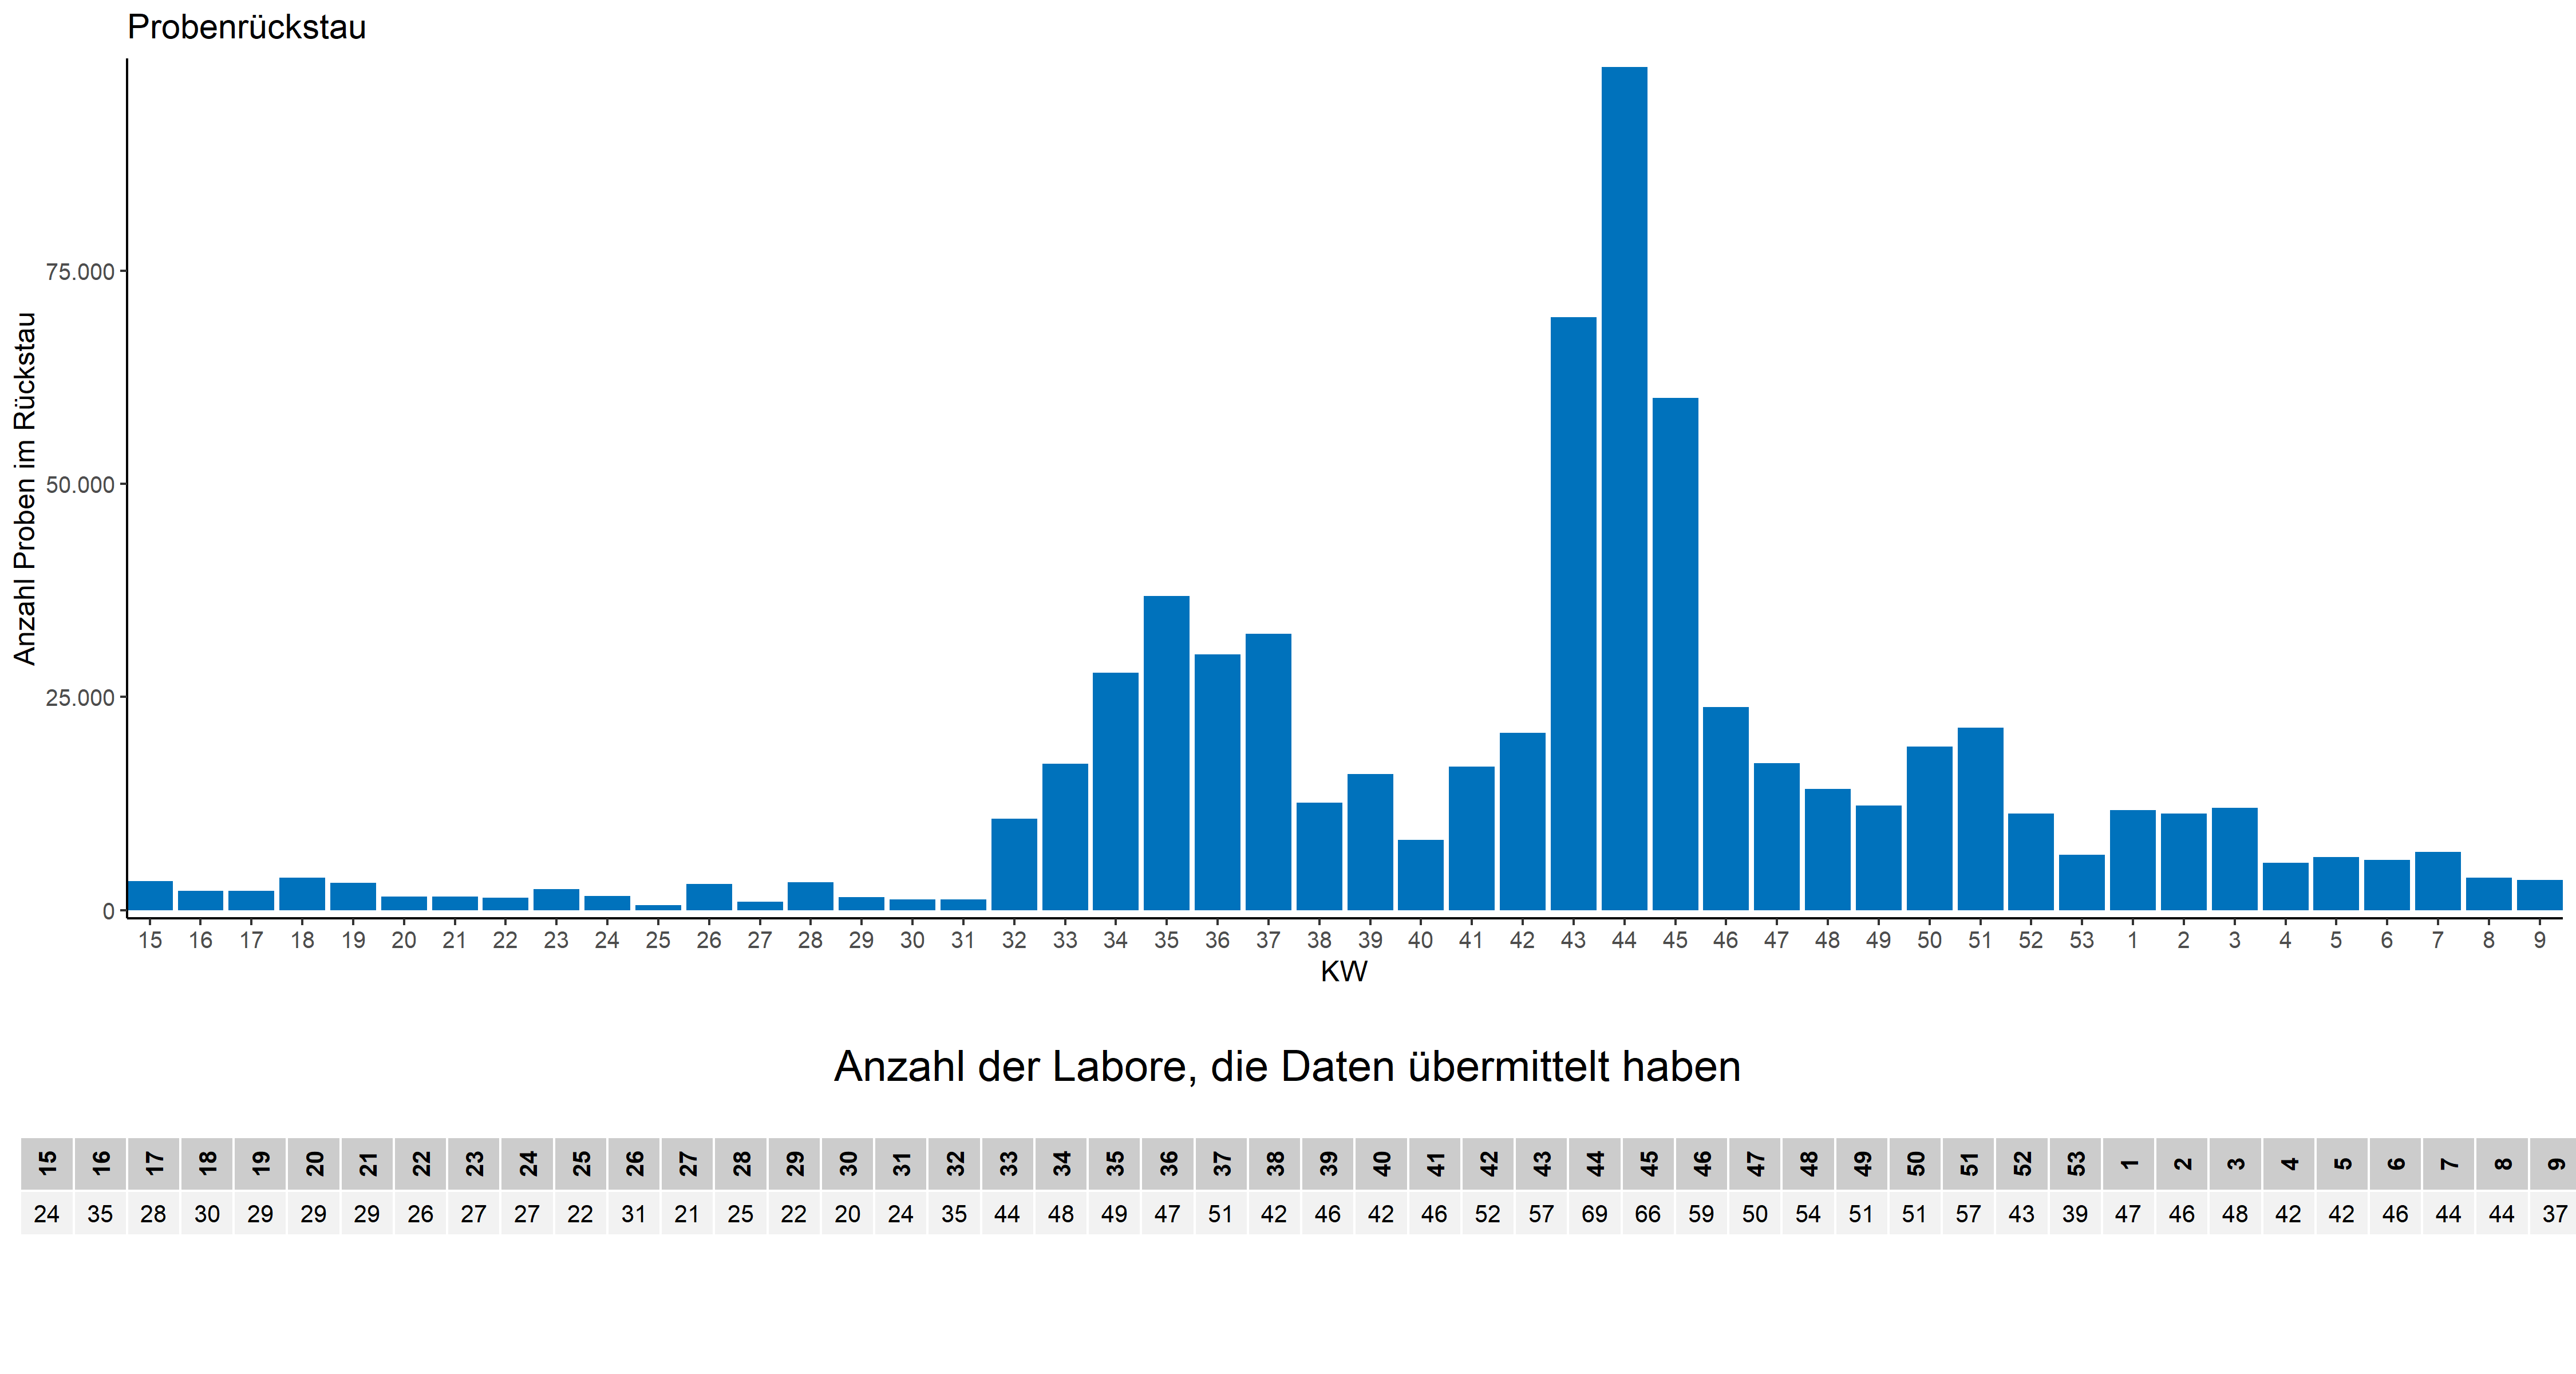 Probenrückstau
Anzahl Proben im Rückstau
75.000
50.000
25.000
0
15 16 17 18 19 20 21 22 23 24 25 26 27 28 29 30 31 32 33 34 35 36 37 38 39 40 41 42 43 44 45 46 47 48 49 50 51 52 53 1 2 3 4 5 6 7 8 9
KW
Anzahl der Labore, die Daten übermittelt haben
15 16 17 18 19 20 21 22 23 24 25 26 27 28 29 30 31 32 33 34 35 36 37 38 39 40 41 42 43 44 45 46 47 48 49 50 51 52 53 1 2 3 4 5 6 7 8 9
24 35 28 30 29 29 29 26 27 27 22 31 21 25 22 20 24 35 44 48 49 47 51 42 46 42 46 52 57 69 66 59 50 54 51 51 57 43 39 47 46 48 42 42 46 44 44 37